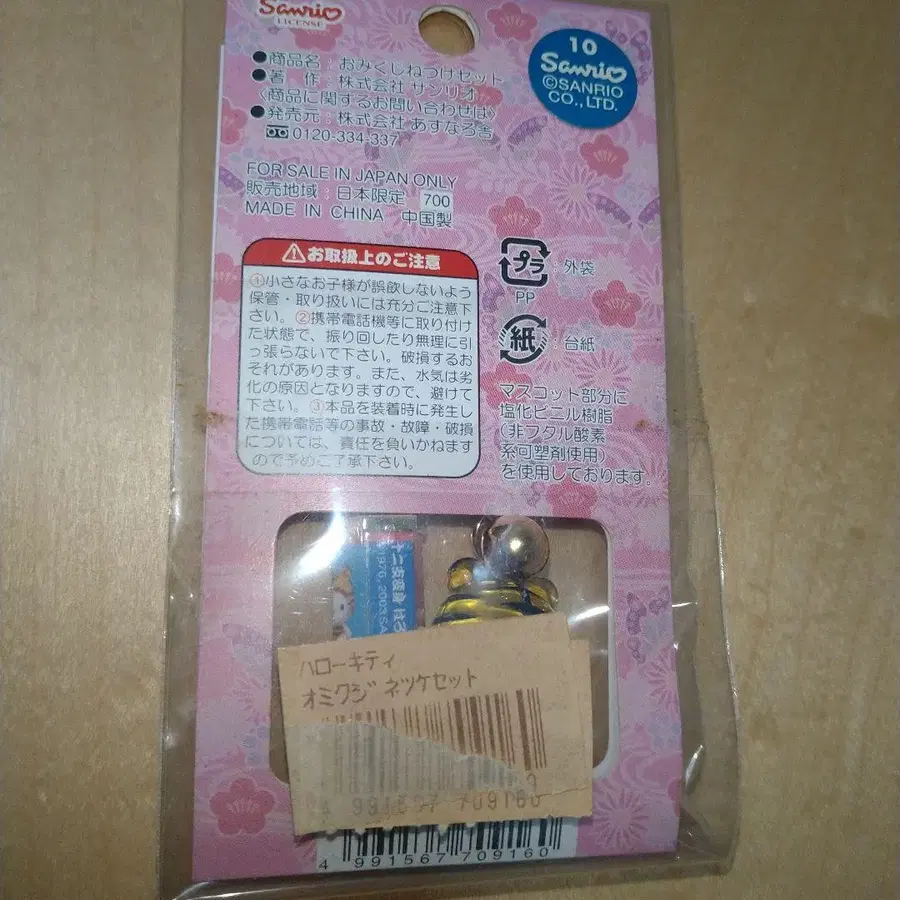 Sanrio
LICENSE
10
Sanrio
©SANRIO
CO., LTD.
●商品名：おみくじねつけセット
●著 作：株式会社 サンリオ
〈商品に関するお問い合わせは〉
●発売元：株式会社 あすなろ舎
0120-334-337
FOR SALE IN JAPAN ONLY
販売地域：日本限定 700
MADE IN CHINA 中国製
⚠お取扱上のご注意
①小さなお子様が誤飲しないよう
保管・取り扱いには充分ご注意下
さい。②携帯電話機等に取り付け
た状態で、振り回したり無理に引
っ張らないで下さい。破損するお
それがあります。また、水気は劣
化の原因となりますので、避けて
下さい。③本品を装着時に発生し
た携帯電話等の事故・故障・破損
については、責任を負いかねます
ので予めご了承下さい。
プラ：外袋
PP
紙：台紙
マスコット部分に
塩化ビニル樹脂
（非フタル酸素
系可塑剤使用）
を使用しております。
十二支変身
1976, 2003 SA
ハローキティ
オミクジ ネツケセット
709160
4 991567 709160